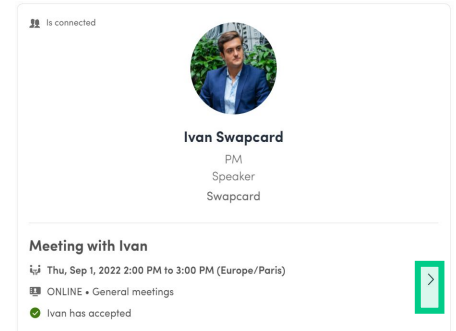 Is connected
Ivan Swapcard
PM
Speaker
Swapcard
Meeting with Ivan
Thu, Sep 1, 2022 2:00 PM to 3:00 PM (Europe/Paris)
ONLINE • General meetings
Ivan has accepted